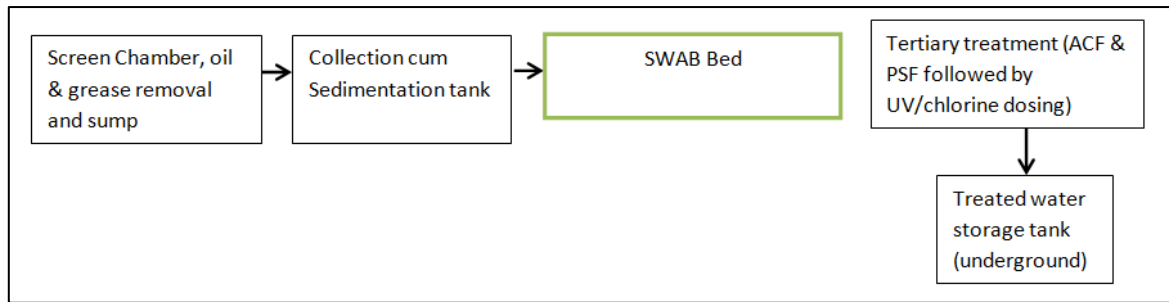 Screen Chamber, oil
& grease removal
and sump
Collection cum
Sedimentation tank
SWAB Bed
Tertiary treatment (ACF &
PSF followed by
UV/chlorine dosing)
Treated water
storage tank
(underground)